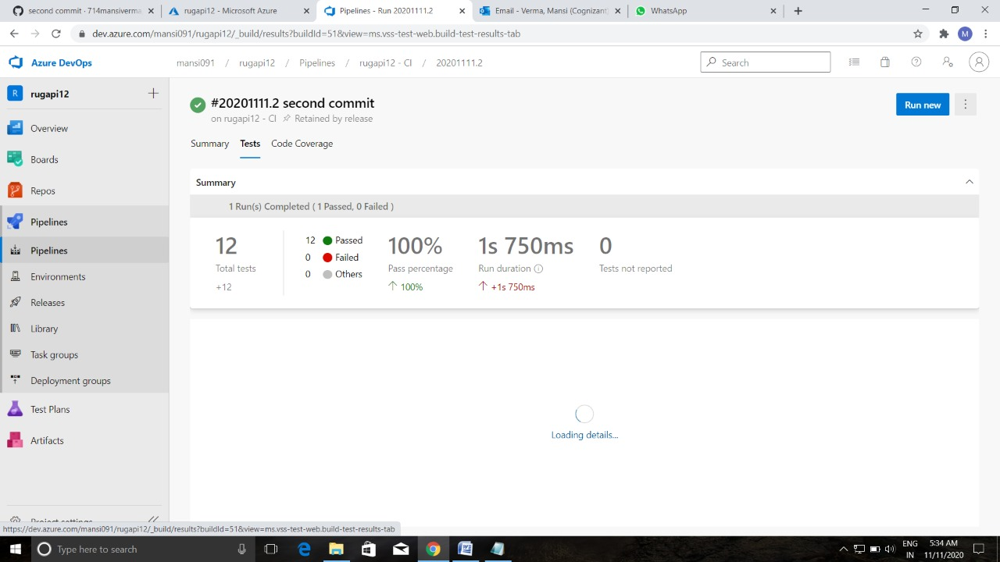 second commit · 714mansiverma
rugapi12 - Microsoft Azure
Pipelines - Run 20201111.2
Email - Verma, Mansi (Cognizant)
WhatsApp
dev.azure.com/mansi091/rugapi12/_build/results?buildId=51&view=ms.vss-test-web.build-test-results-tab
M
Azure DevOps
mansi091 / rugapi12 / Pipelines / rugapi12 - CI / 20201111.2
Search
R rugapi12
Overview
Boards
Repos
Pipelines
Pipelines
Environments
Releases
Library
Task groups
Deployment groups
Test Plans
Artifacts
Project settings
#20201111.2 second commit
on rugapi12 - CI Retained by release
Run new
Summary Tests Code Coverage
Summary
1 Run(s) Completed ( 1 Passed, 0 Failed )
12
Total tests
+12
12 Passed
0 Failed
0 Others
100%
Pass percentage
100%
1s 750ms
Run duration
+1s 750ms
0
Tests not reported
Loading details...
https://dev.azure.com/mansi091/rugapi12/_build/results?buildId=51&view=ms.vss-test-web.build-test-results-tab
Type here to search
ENG
IN
5:34 AM
11/11/2020